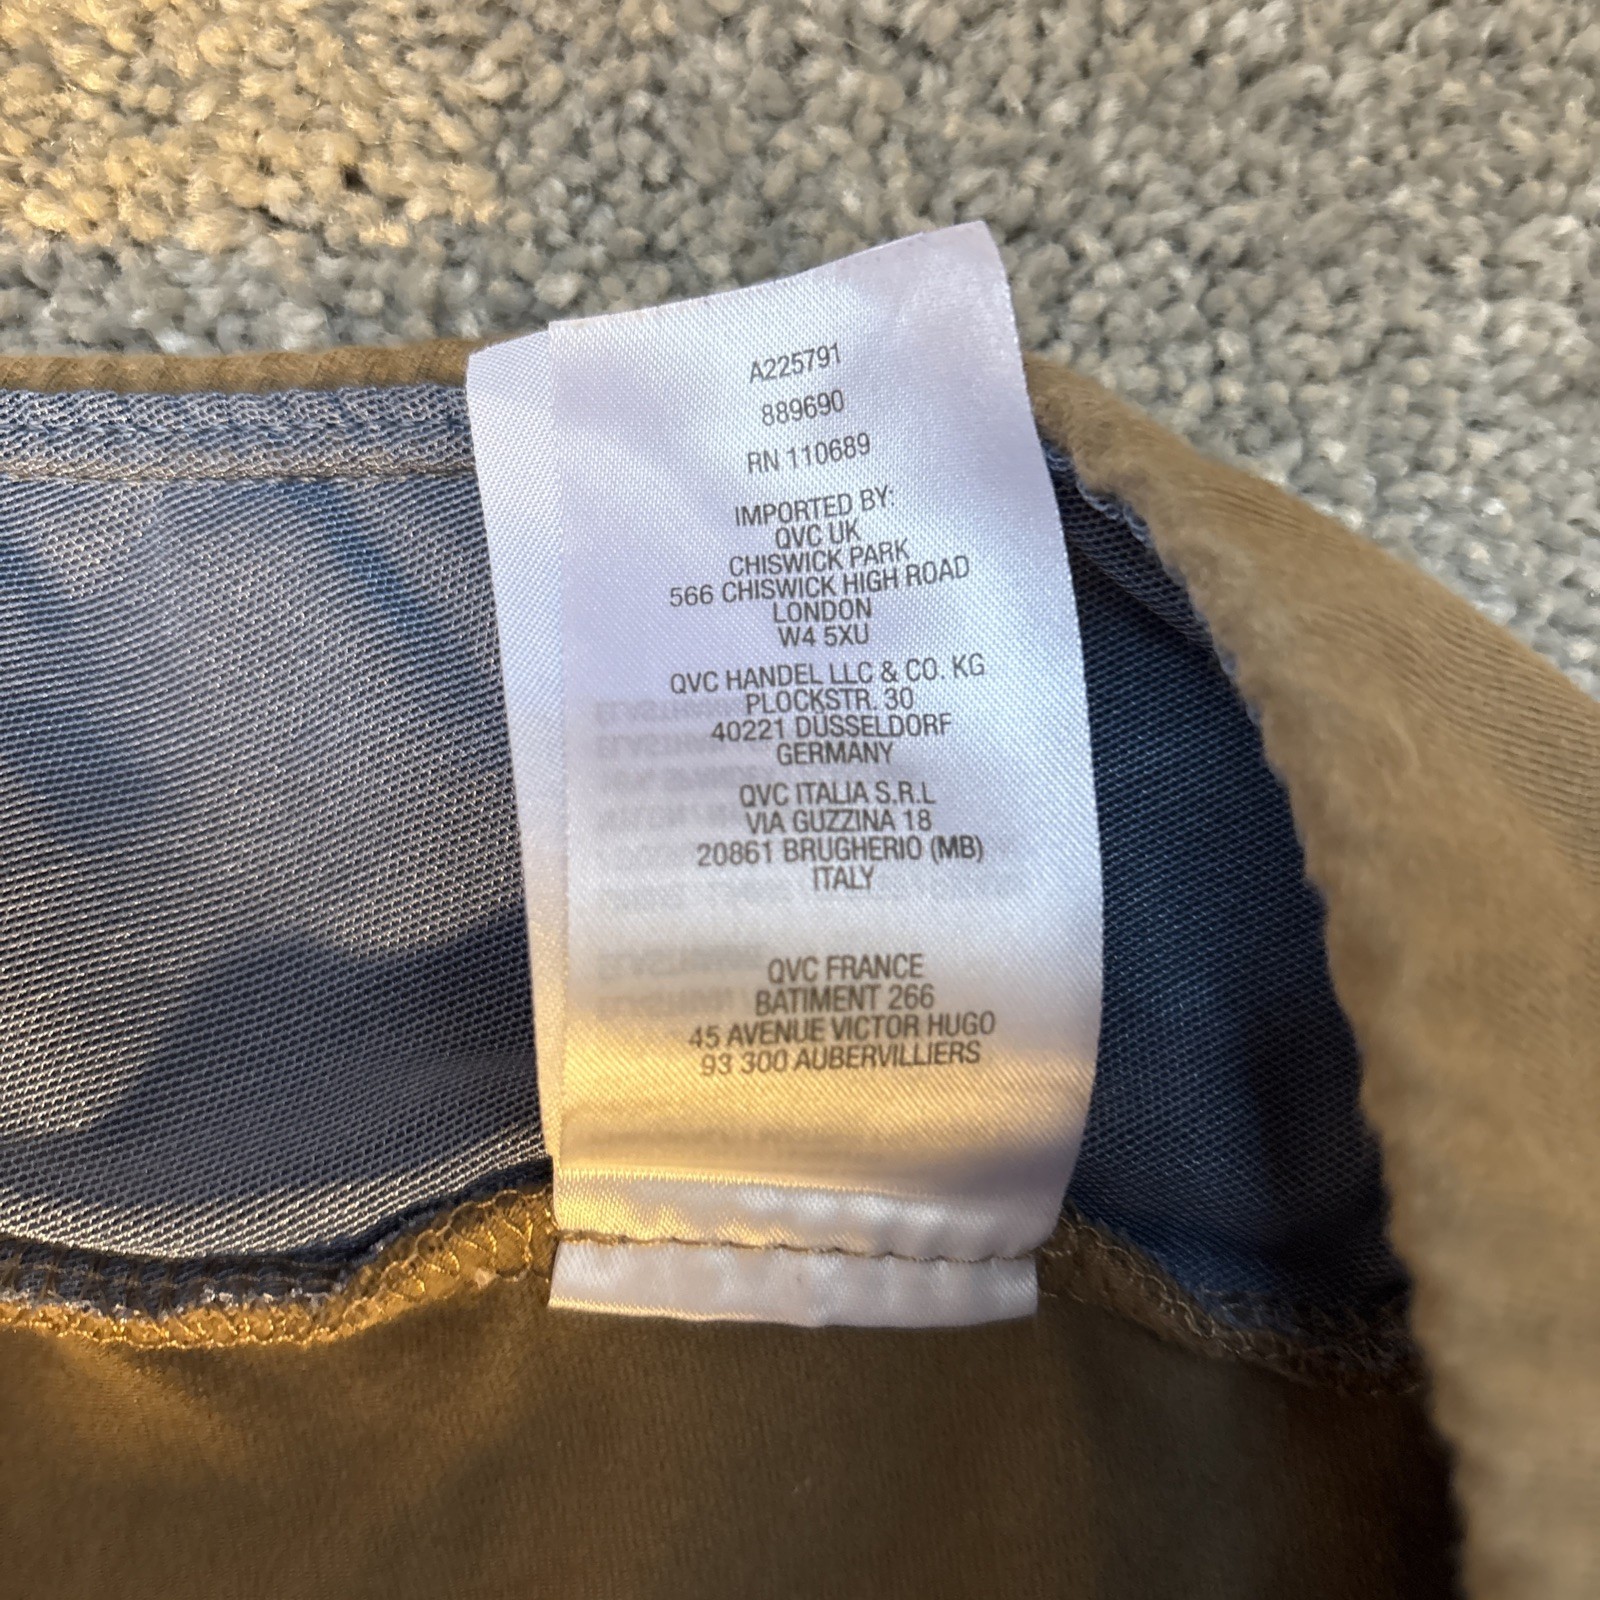 A225791
889690
RN 110689
IMPORTED BY:
QVC UK
CHISWICK PARK
566 CHISWICK HIGH ROAD
LONDON
W4 5XU
QVC HANDEL LLC & CO. KG
PLOCKSTR. 30
40221 DUSSELDORF
GERMANY
QVC ITALIA S.R.L
VIA GUZZINA 18
20861 BRUGHERIO (MB)
ITALY
QVC FRANCE
BATIMENT 266
45 AVENUE VICTOR HUGO
93 300 AUBERVILLIERS